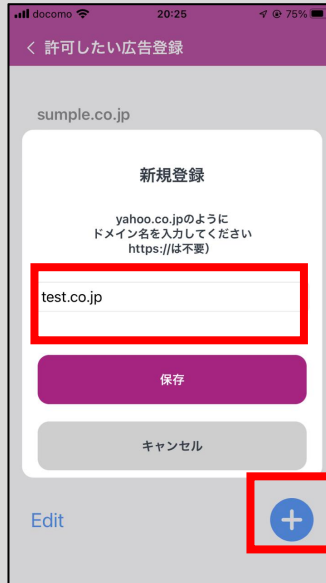 docomo 20:25 75%
許可したい広告登録
sumple.co.jp
新規登録
yahoo.co.jpのように
ドメイン名を入力してください
https://は不要)
test.co.jp
保存
キャンセル
Edit